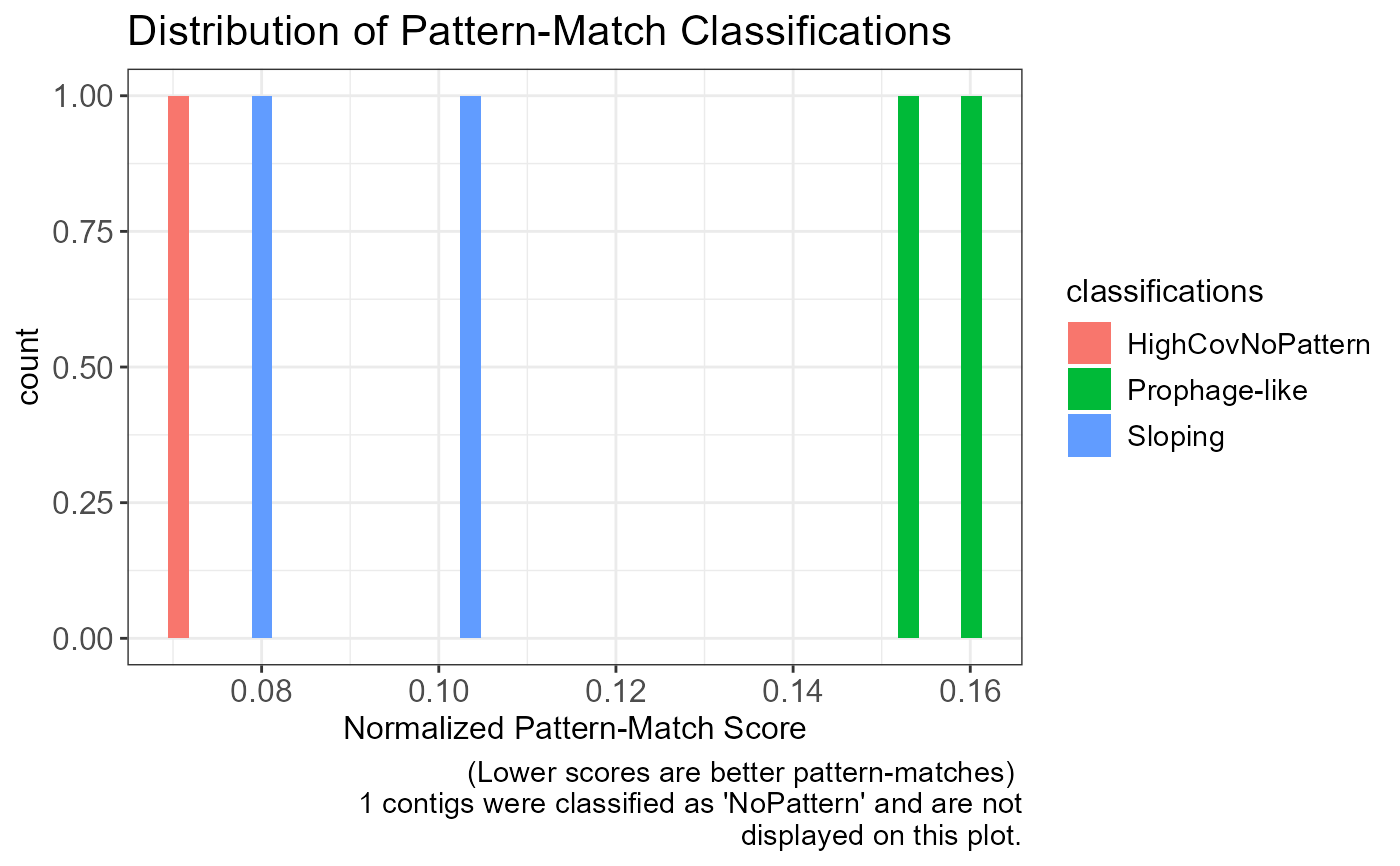 Distribution of Pattern-Match Classifications
1.00
0.75
0.50
0.25
0.00
count
0.08 0.10 0.12 0.14 0.16
Normalized Pattern-Match Score
(Lower scores are better pattern-matches)
1 contigs were classified as 'NoPattern' and are not
displayed on this plot.
classifications
HighCovNoPattern
Prophage-like
Sloping